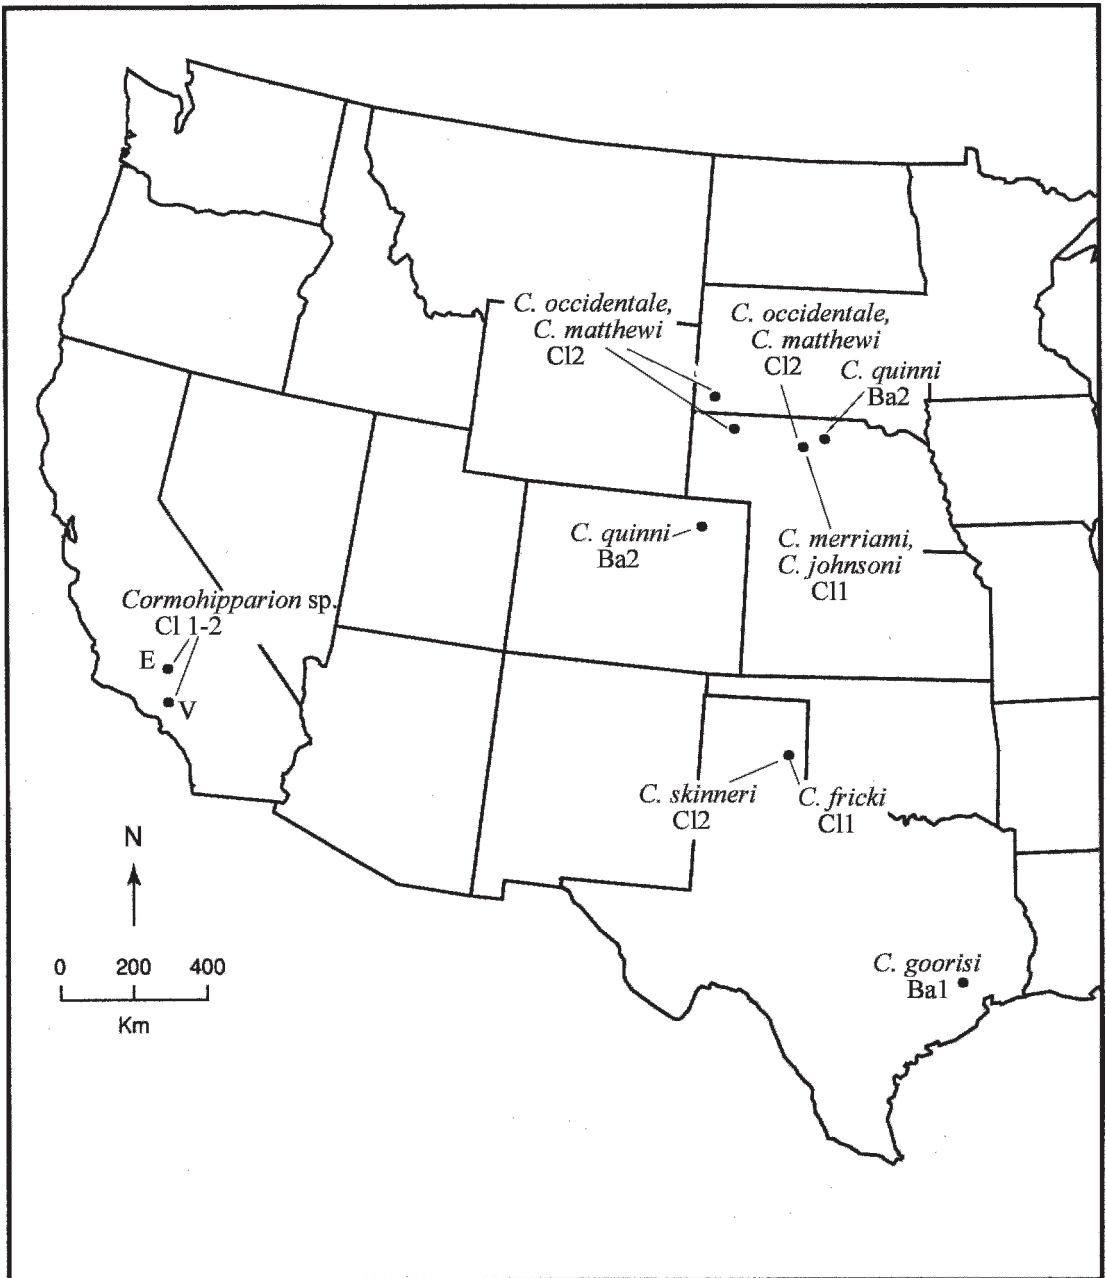 C. occidentale,
C. matthewi
Cl2
C. occidentale,
C. matthewi
Cl2
C. quinni
Ba2
C. quinni
Ba2
C. merriami,
C. johnsoni
Cl1
Cormohipparion sp.
Cl 1-2
E
V
C. skinneri
Cl2
C. fricki
Cl1
N
0 200 400
Km
C. goorisi
Ba1